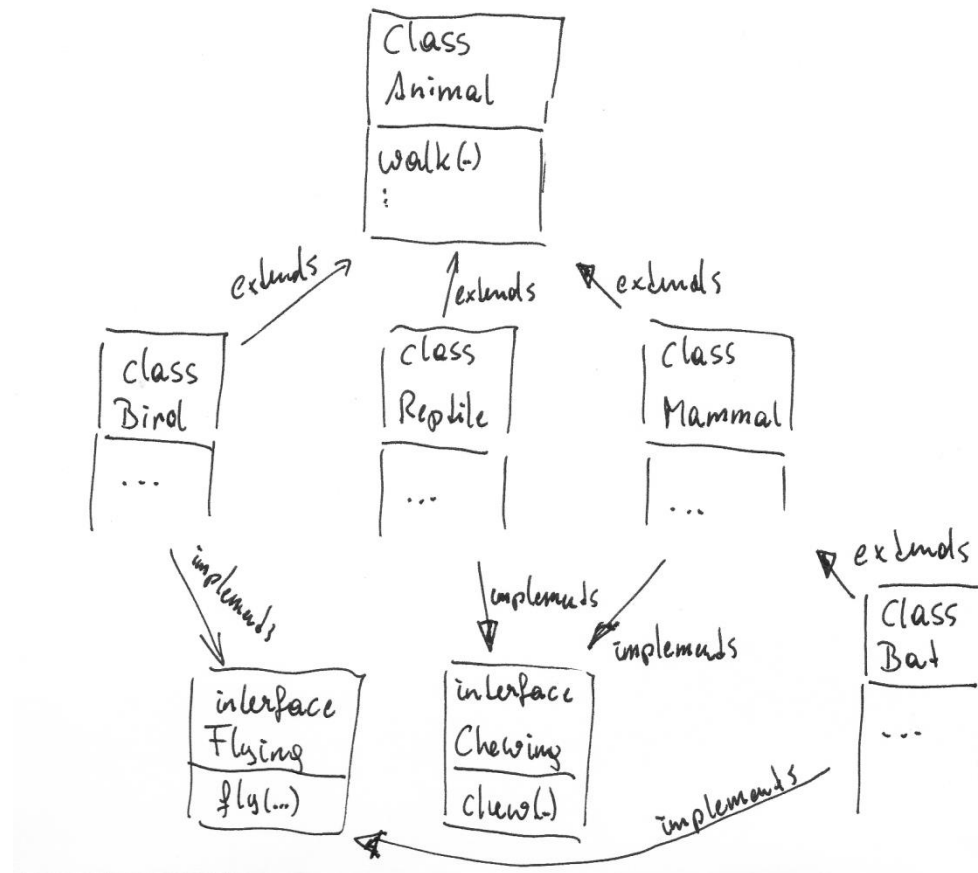 Class
Animal
walk(..)
⋮
extends
extends
extends
class
Bird
...
class
Reptile
...
class
Mammal
...
implements
implements
implements
extends
class
Bat
...
interface
Flying
fly(...)
interface
Chewing
chew(..)
implements